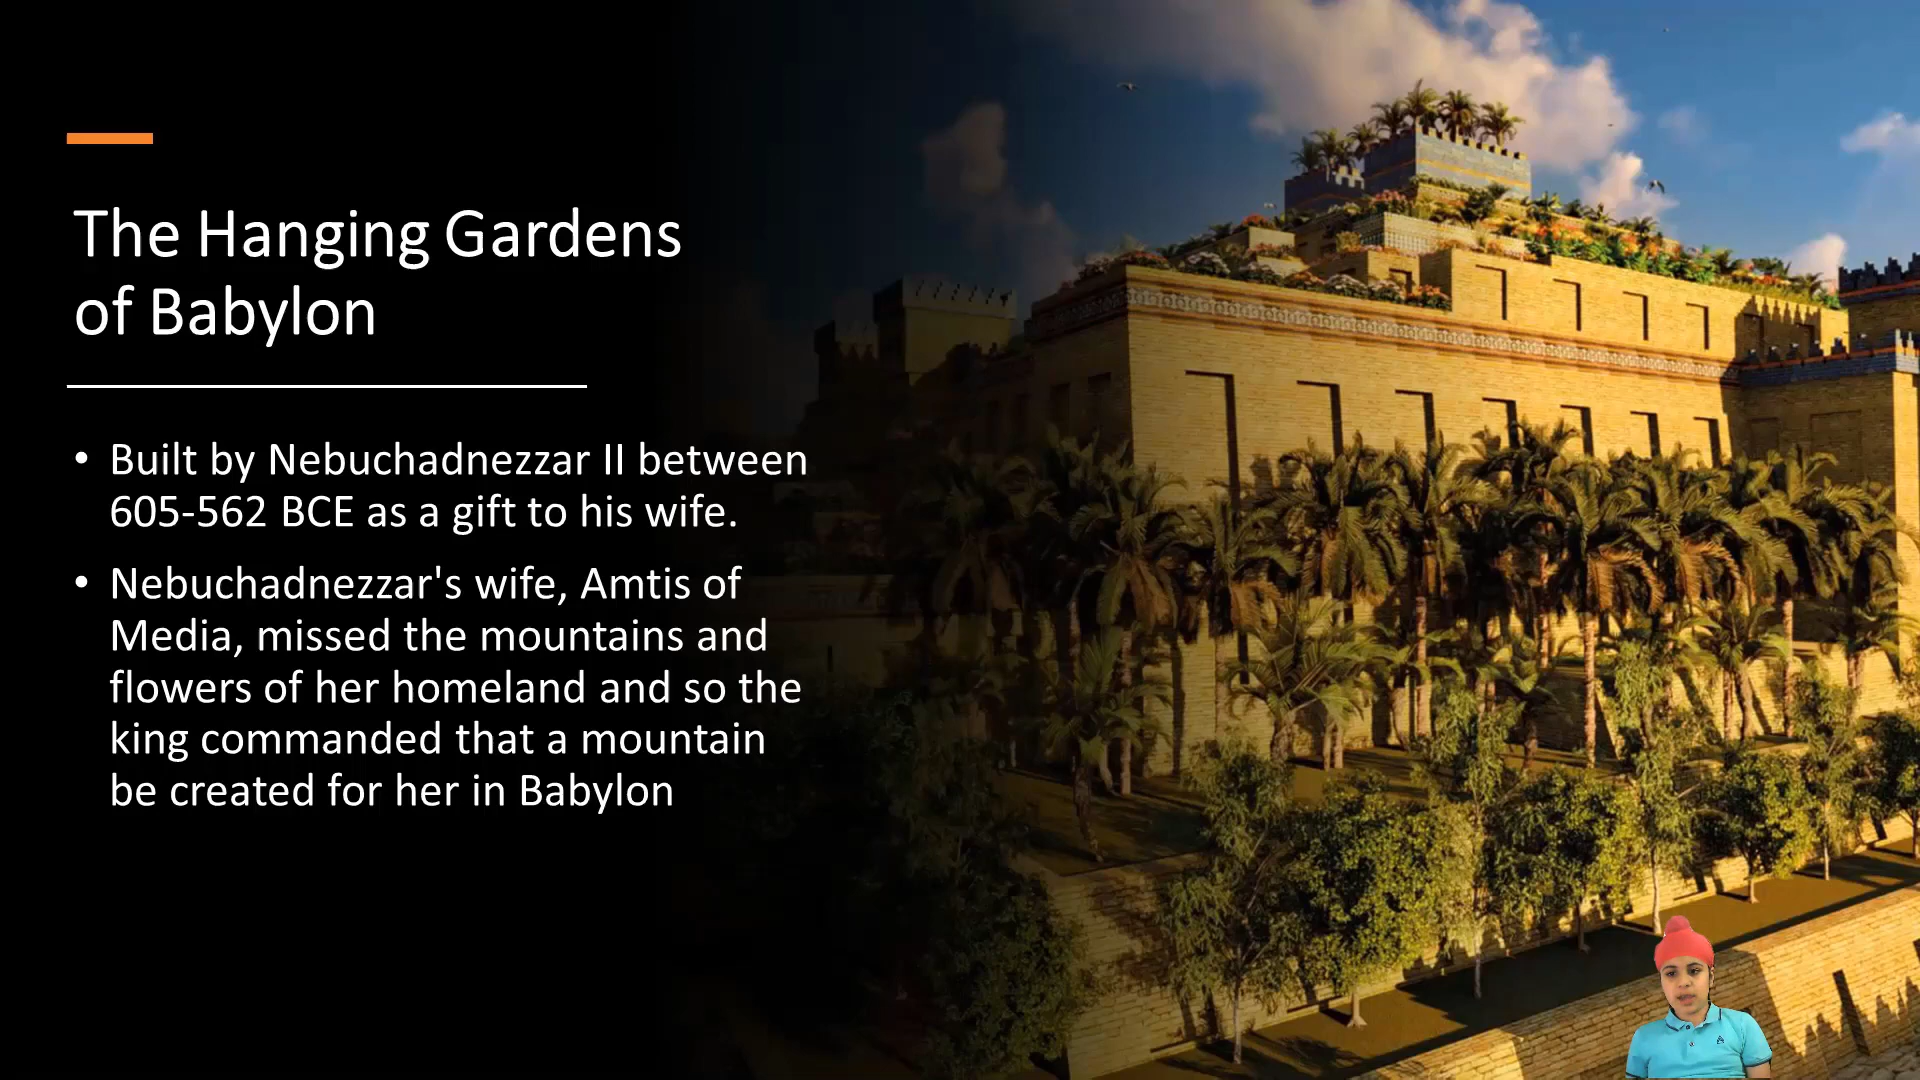 The Hanging Gardens
of Babylon
• Built by Nebuchadnezzar II between
605-562 BCE as a gift to his wife.
• Nebuchadnezzar's wife, Amtis of
Media, missed the mountains and
flowers of her homeland and so the
king commanded that a mountain
be created for her in Babylon